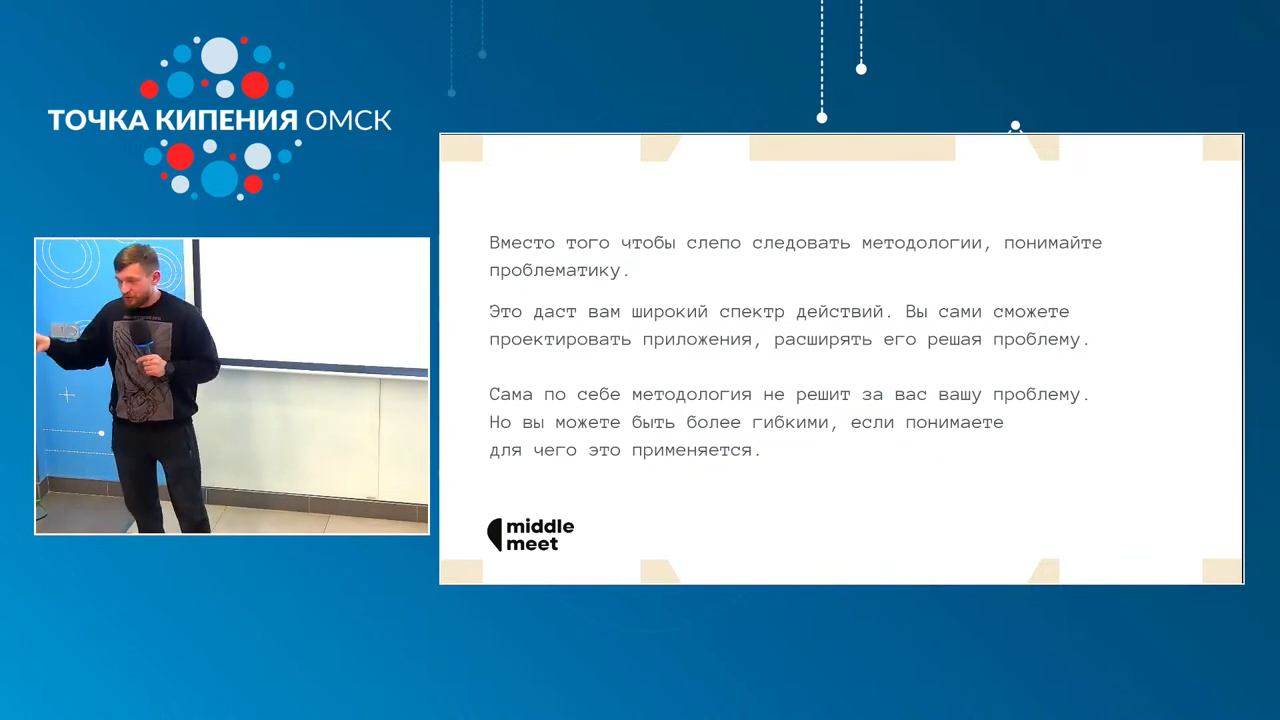 ТОЧКА КИПЕНИЯ ОМСК
Вместо того чтобы слепо следовать методологии, понимайте
проблематику.
Это даст вам широкий спектр действий. Вы сами сможете
проектировать приложения, расширять его решая проблему.
Сама по себе методология не решит за вас вашу проблему.
Но вы можете быть более гибкими, если понимаете
для чего это применяется.
middle
meet